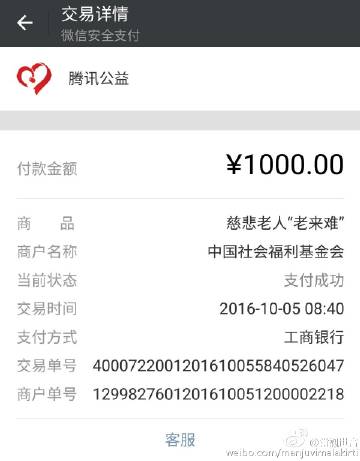 交易详情
微信安全支付
腾讯公益
付款金额 ¥1000.00
商 品 慈悲老人“老来难”
商户名称 中国社会福利基金会
当前状态 支付成功
交易时间 2016-10-05 08:40
支付方式 工商银行
交易单号 4000722001201610055840526047
商户单号 1299827601201610051200002218
客服
weibo.com/manjuvimalakirti